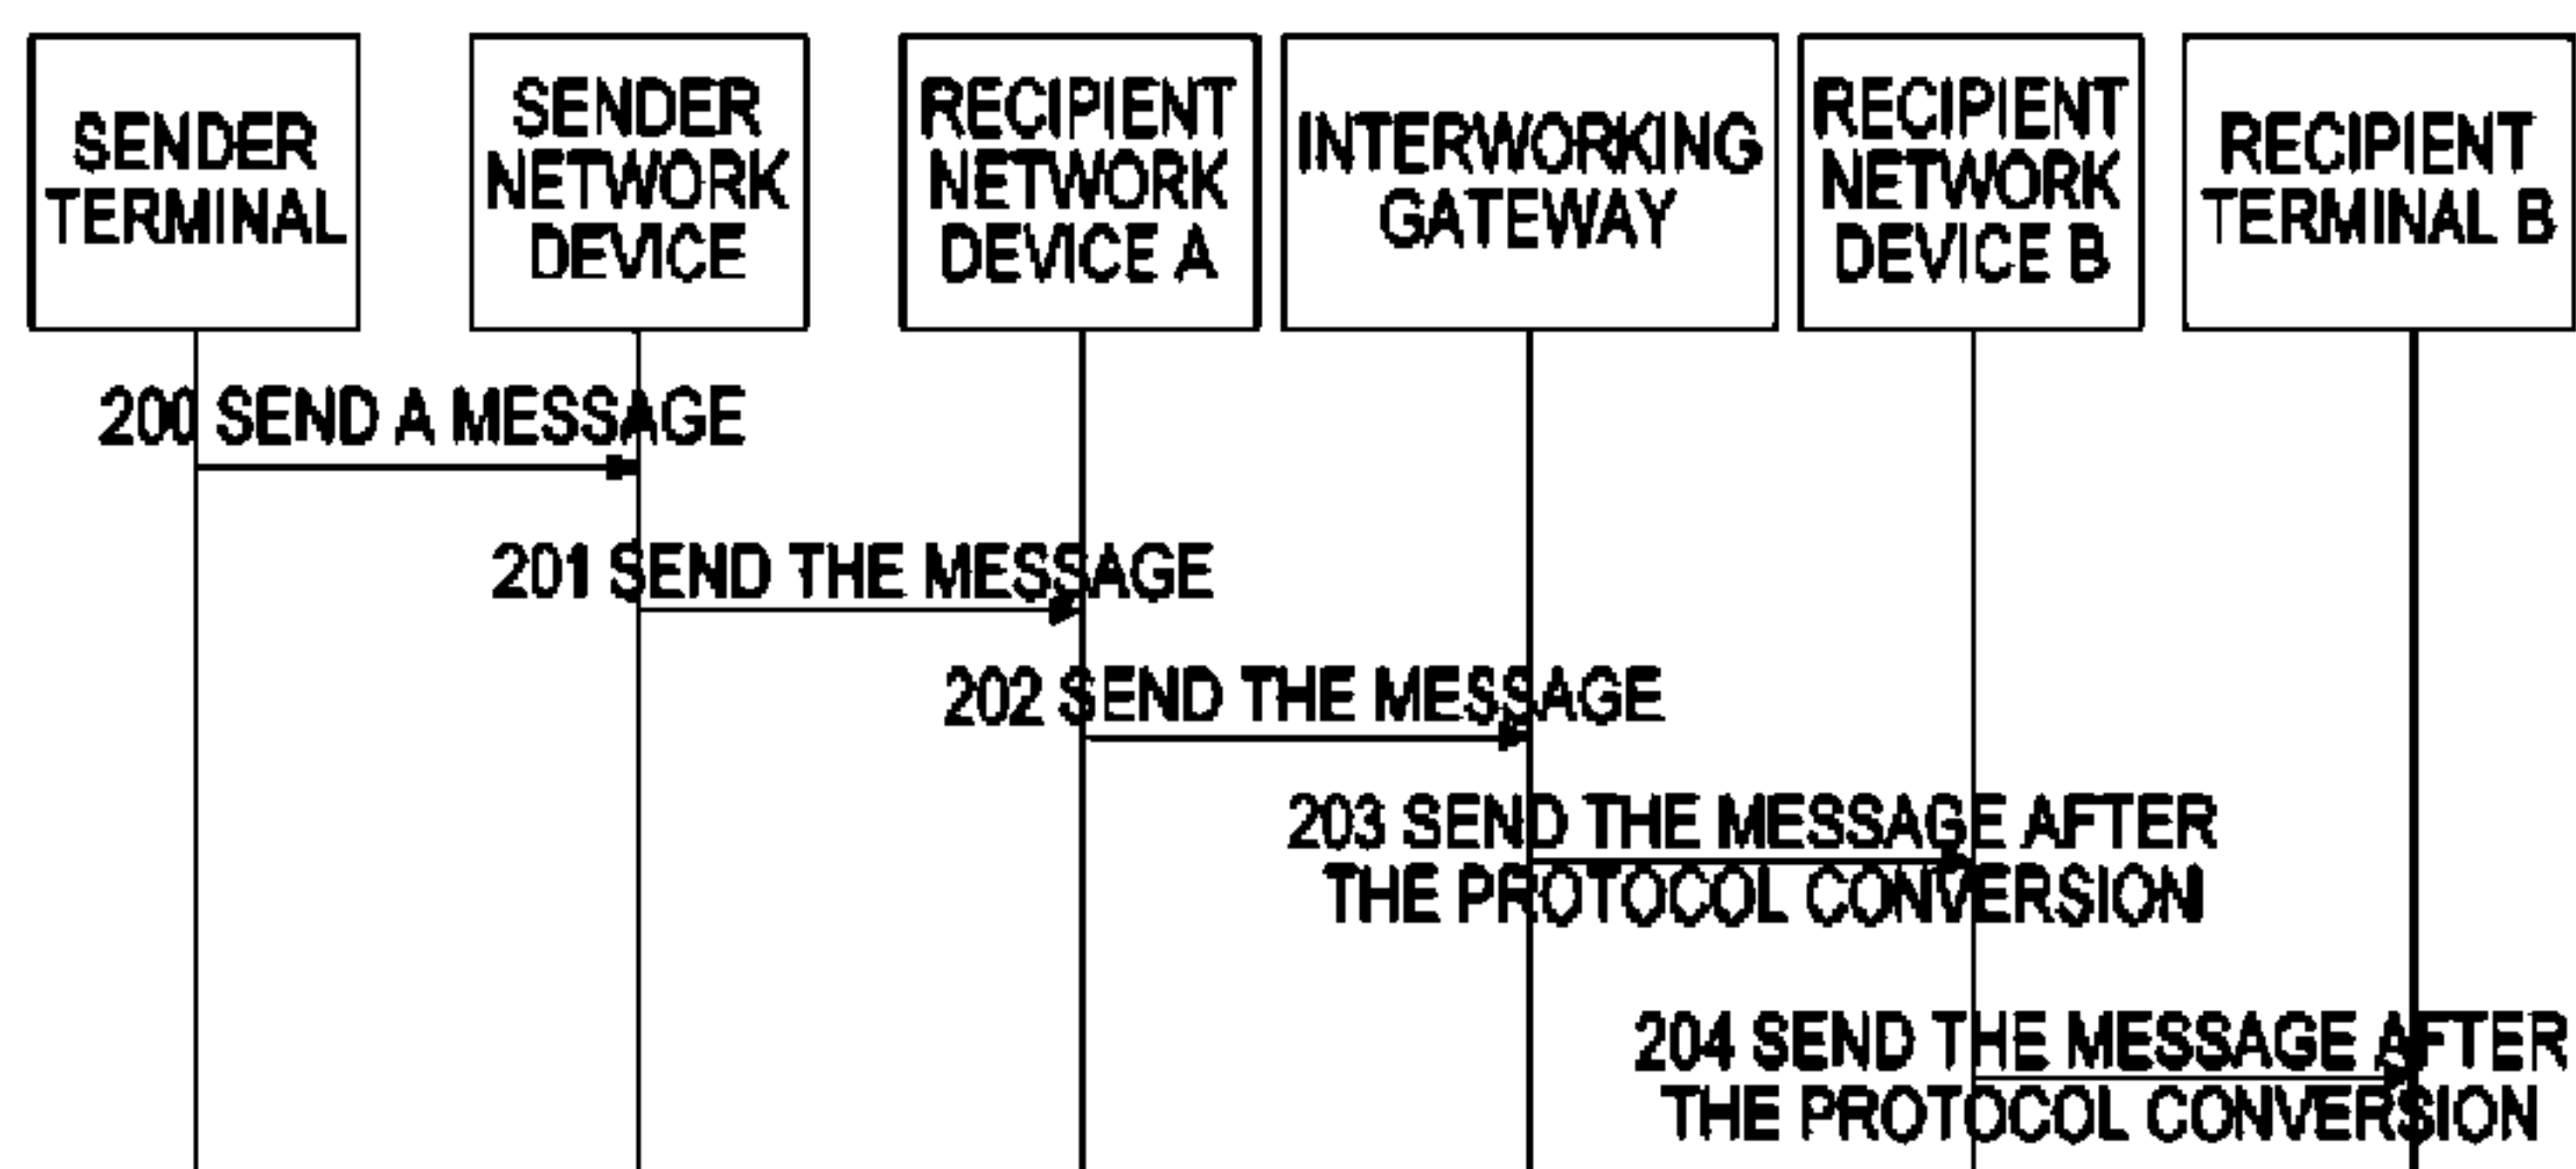 SENDER
TERMINAL
SENDER
NETWORK
DEVICE
RECIPIENT
NETWORK
DEVICE A
INTERWORKING
GATEWAY
RECIPIENT
NETWORK
DEVICE B
RECIPIENT
TERMINAL B
200 SEND A MESSAGE
201 SEND THE MESSAGE
202 SEND THE MESSAGE
203 SEND THE MESSAGE AFTER
THE PROTOCOL CONVERSION
204 SEND THE MESSAGE AFTER
THE PROTOCOL CONVERSION